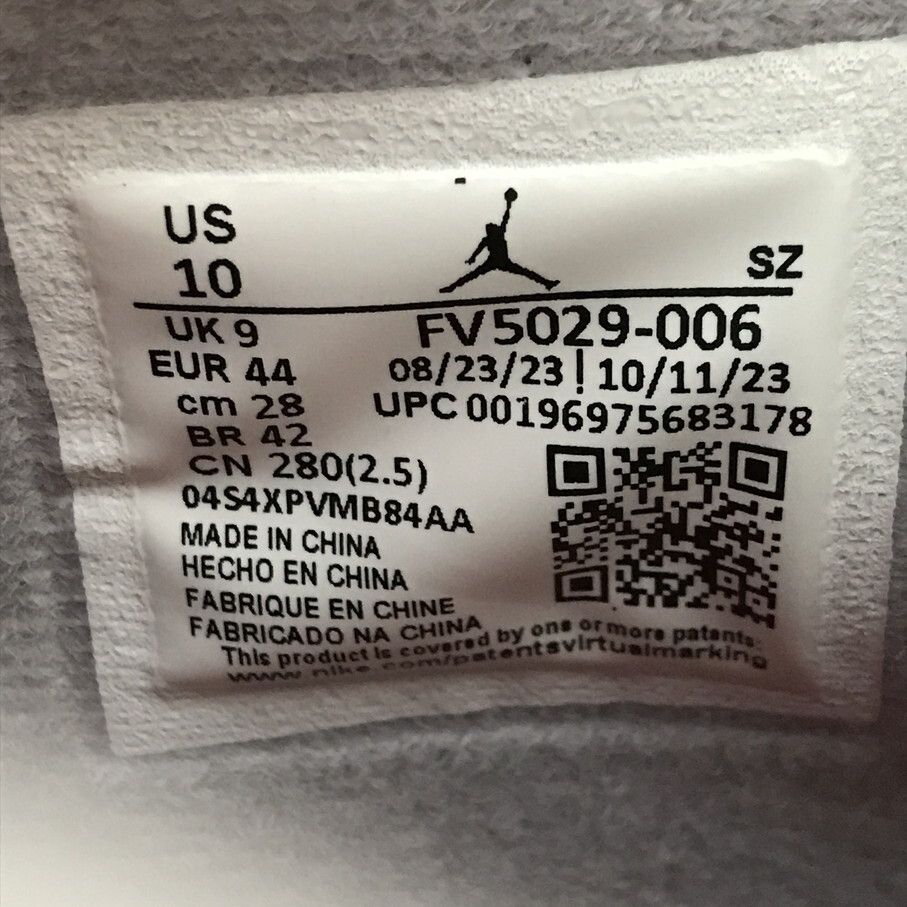 US
10
SZ
UK 9
FV5029-006
EUR 44
08/23/23 | 10/11/23
cm 28
UPC 00196975683178
BR 42
CN 280(2.5)
04S4XPVMB84AA
MADE IN CHINA
HECHO EN CHINA
FABRIQUE EN CHINE
FABRICADO NA CHINA
This product is covered by one or more patents.
www.nike.com/patentsvirtualmarking